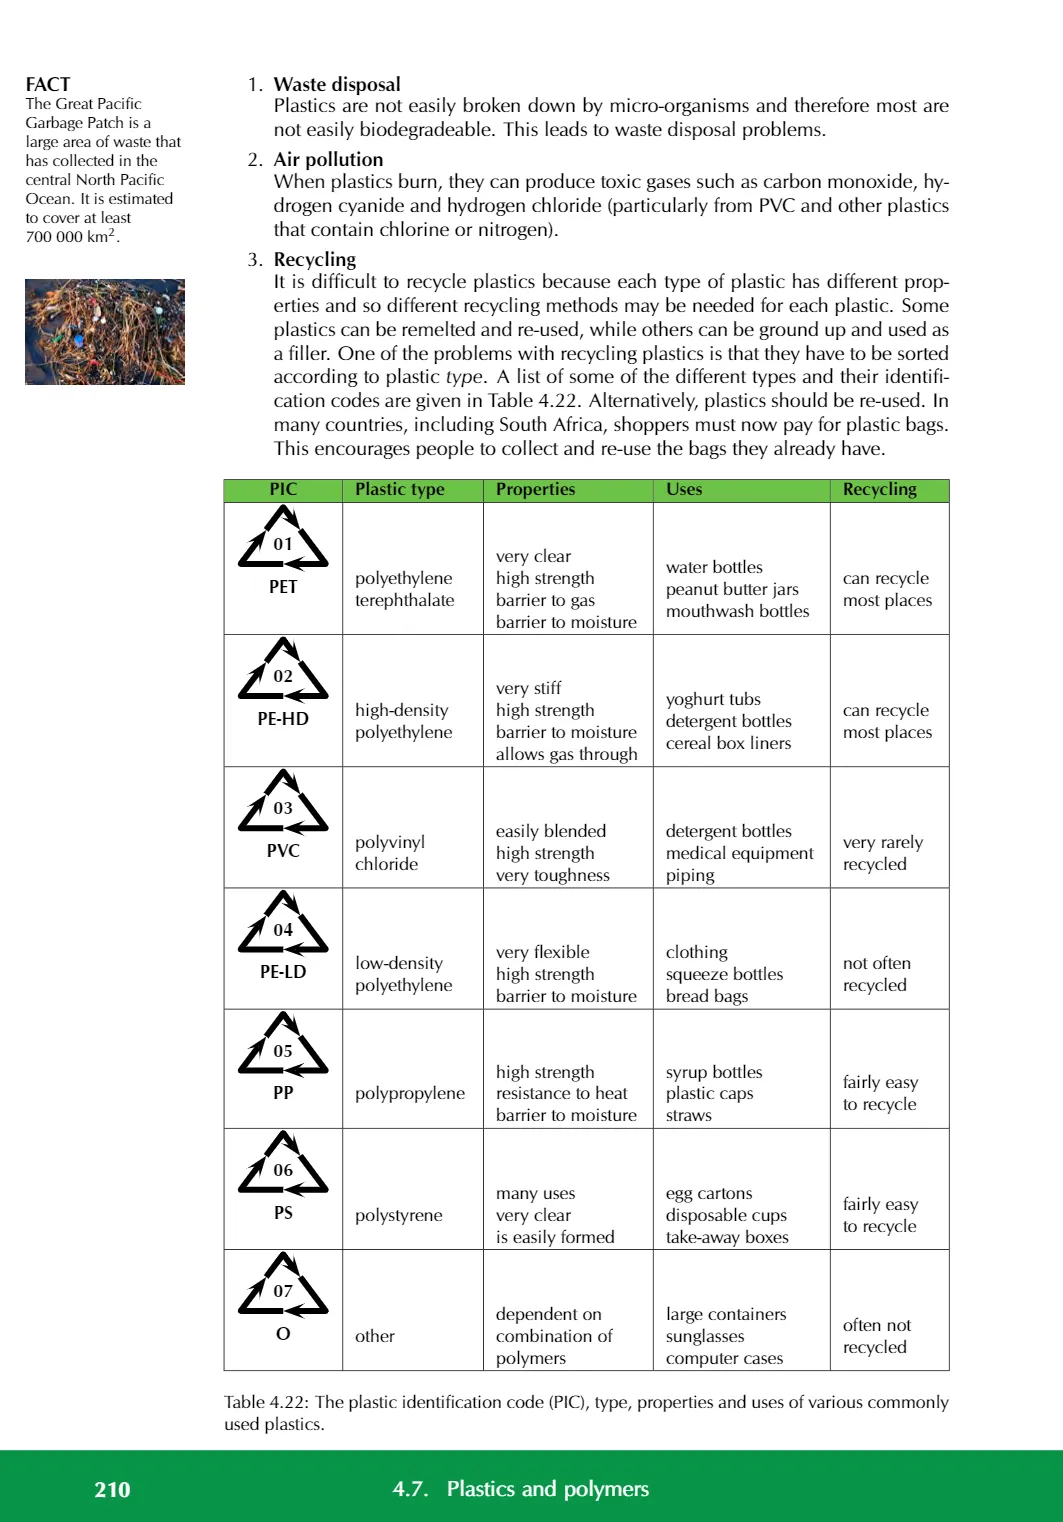 FACT
The Great Pacific
Garbage Patch is a
large area of waste that
has collected in the
central North Pacific
Ocean. It is estimated
to cover at least
700 000 km².
1. Waste disposal
Plastics are not easily broken down by micro-organisms and therefore most are
not easily biodegradeable. This leads to waste disposal problems.
2. Air pollution
When plastics burn, they can produce toxic gases such as carbon monoxide, hy-
drogen cyanide and hydrogen chloride (particularly from PVC and other plastics
that contain chlorine or nitrogen).
3. Recycling
It is difficult to recycle plastics because each type of plastic has different prop-
erties and so different recycling methods may be needed for each plastic. Some
plastics can be remelted and re-used, while others can be ground up and used as
a filler. One of the problems with recycling plastics is that they have to be sorted
according to plastic type. A list of some of the different types and their identifi-
cation codes are given in Table 4.22. Alternatively, plastics should be re-used. In
many countries, including South Africa, shoppers must now pay for plastic bags.
This encourages people to collect and re-use the bags they already have.
PIC Plastic type Properties Uses Recycling
01
PET
polyethylene
terephthalate
very clear
high strength
barrier to gas
barrier to moisture
water bottles
peanut butter jars
mouthwash bottles
can recycle
most places
02
PE-HD
high-density
polyethylene
very stiff
high strength
barrier to moisture
allows gas through
yoghurt tubs
detergent bottles
cereal box liners
can recycle
most places
03
PVC
polyvinyl
chloride
easily blended
high strength
very toughness
detergent bottles
medical equipment
piping
very rarely
recycled
04
PE-LD
low-density
polyethylene
very flexible
high strength
barrier to moisture
clothing
squeeze bottles
bread bags
not often
recycled
05
PP
polypropylene
high strength
resistance to heat
barrier to moisture
syrup bottles
plastic caps
straws
fairly easy
to recycle
06
PS
polystyrene
many uses
very clear
is easily formed
egg cartons
disposable cups
take-away boxes
fairly easy
to recycle
07
O
other
dependent on
combination of
polymers
large containers
sunglasses
computer cases
often not
recycled
Table 4.22: The plastic identification code (PIC), type, properties and uses of various commonly
used plastics.
210 4.7. Plastics and polymers